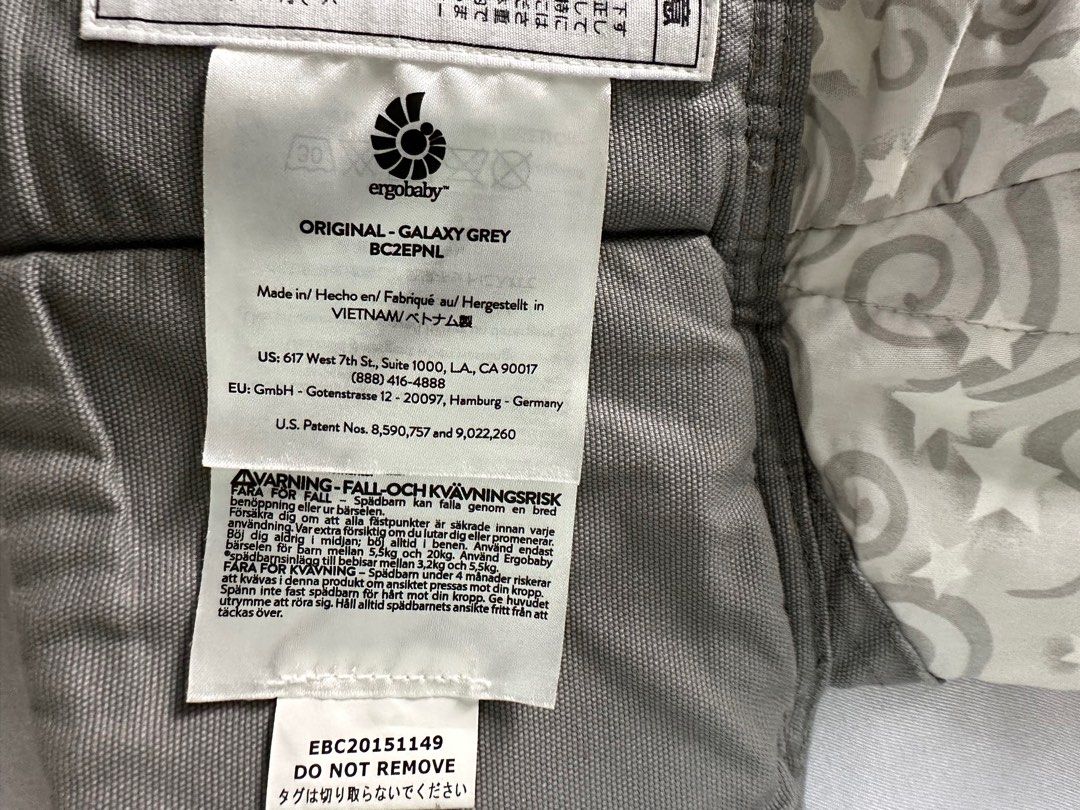 意
ergobaby™
ORIGINAL - GALAXY GREY
BC2EPNL
Made in/ Hecho en/ Fabriqué au/ Hergestellt in
VIETNAM/ベトナム製
US: 617 West 7th St., Suite 1000, L.A., CA 90017
(888) 416-4888
EU: GmbH - Gotenstrasse 12 - 20097, Hamburg - Germany
U.S. Patent Nos. 8,590,757 and 9,022,260
⚠VARNING - FALL-OCH KVÄVNINGSRISK
FARA FÖR FALL – Spädbarn kan falla genom en bred
benöppning eller ur bärselen.
Försäkra dig om att alla fästpunkter är säkrade innan varje
användning. Var extra försiktig om du lutar dig eller promenerar.
Böj dig aldrig i midjan; böj alltid i benen. Använd endast
bärselen för barn mellan 5,5kg och 20kg. Använd Ergobaby
*spädbarnsinlägg till bebisar mellan 3,2kg och 5,5kg.
FARA FÖR KVÄVNING – Spädbarn under 4 månader riskerar
att kvävas i denna produkt om ansiktet pressas mot din kropp.
Spänn inte fast spädbarn för hårt mot din kropp. Ge huvudet
utrymme att röra sig. Håll alltid spädbarnets ansikte fritt från att
täckas över.
EBC20151149
DO NOT REMOVE
タグは切り取らないでください